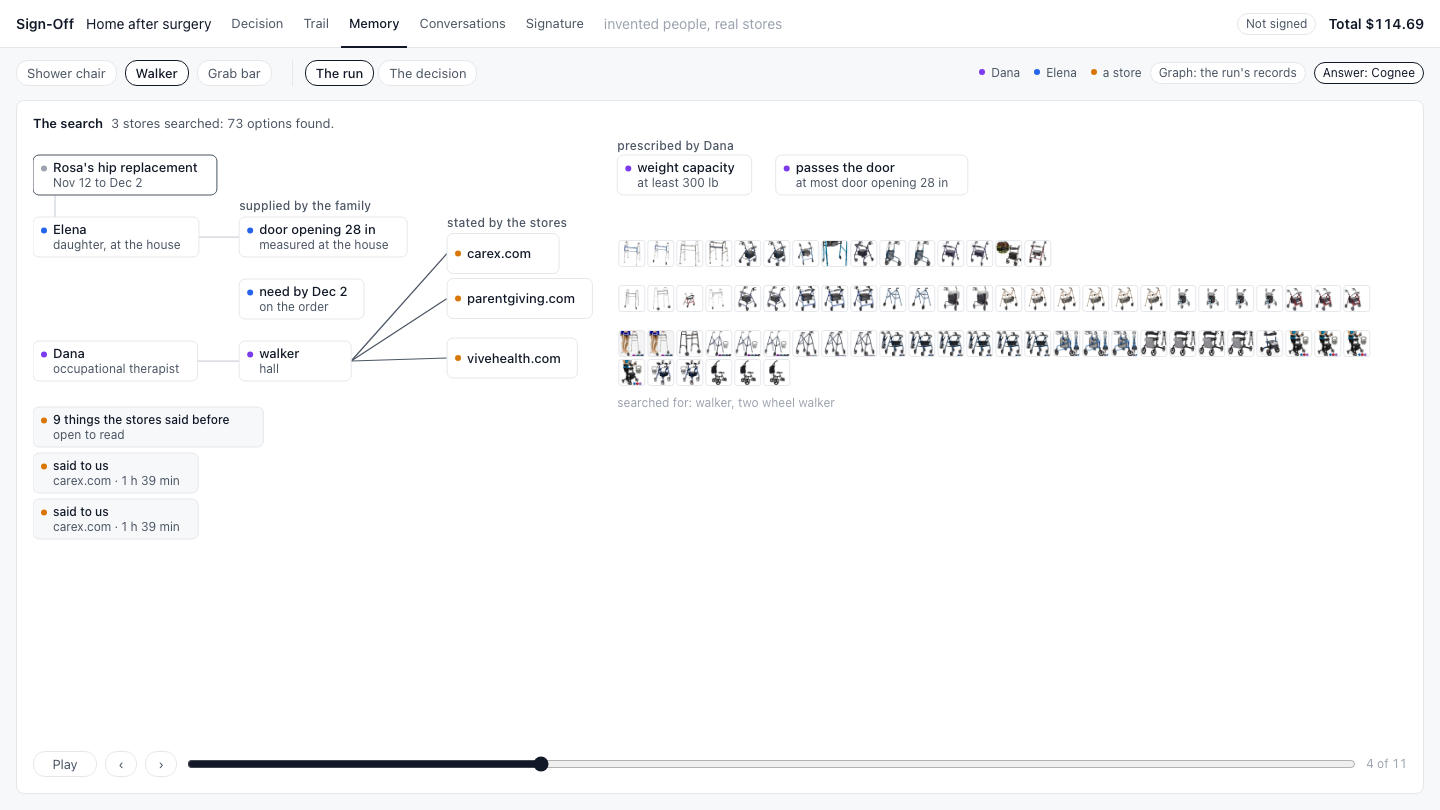 Sign-Off Home after surgery Decision Trail Memory Conversations Signature invented people, real stores Not signed Total $114.69
Shower chair Walker Grab bar The run The decision Dana Elena a store Graph: the run's records Answer: Cognee
The search 3 stores searched: 73 options found.
prescribed by Dana
Rosa's hip replacement
Nov 12 to Dec 2
weight capacity
at least 300 lb
passes the door
at most door opening 28 in
supplied by the family
stated by the stores
Elena
daughter, at the house
door opening 28 in
measured at the house
carex.com
need by Dec 2
on the order
parentgiving.com
Dana
occupational therapist
walker
hall
vivehealth.com
searched for: walker, two wheel walker
9 things the stores said before
open to read
said to us
carex.com · 1 h 39 min
said to us
carex.com · 1 h 39 min
Play ‹ › 4 of 11